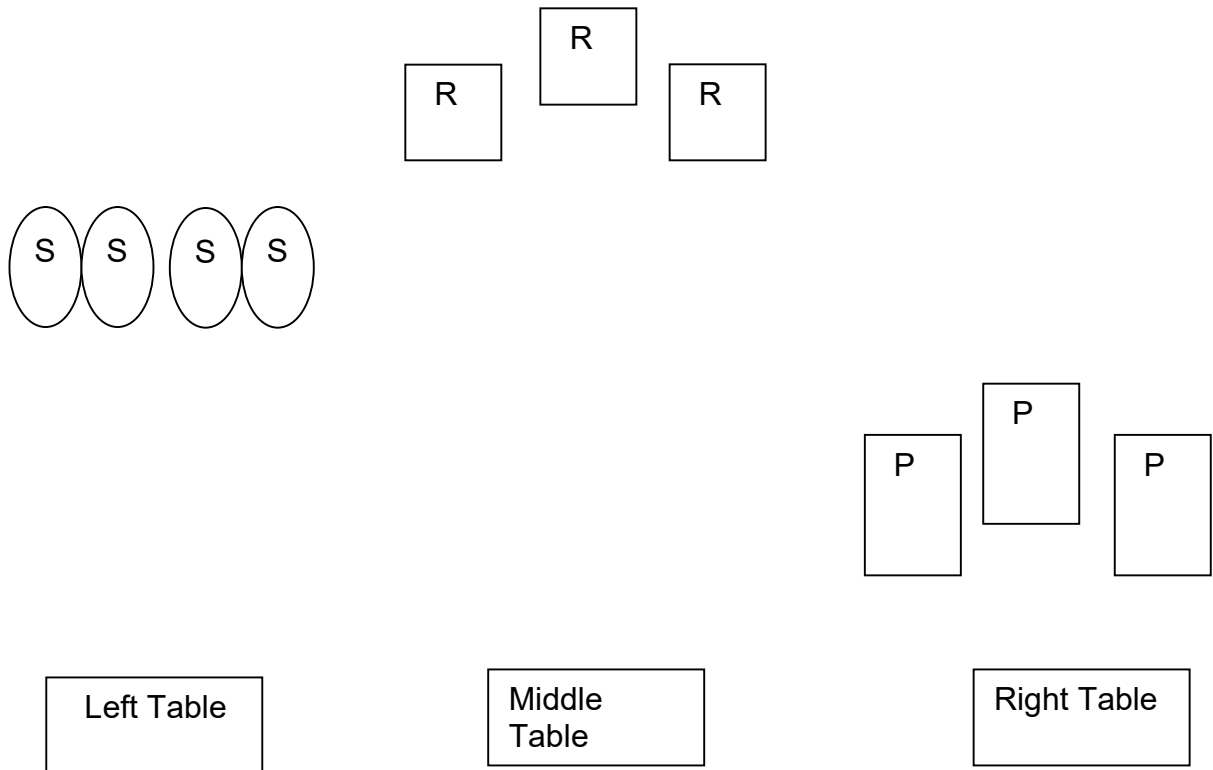 R
R R
S S S S
P
P P
Left Table
Middle
Table
Right Table